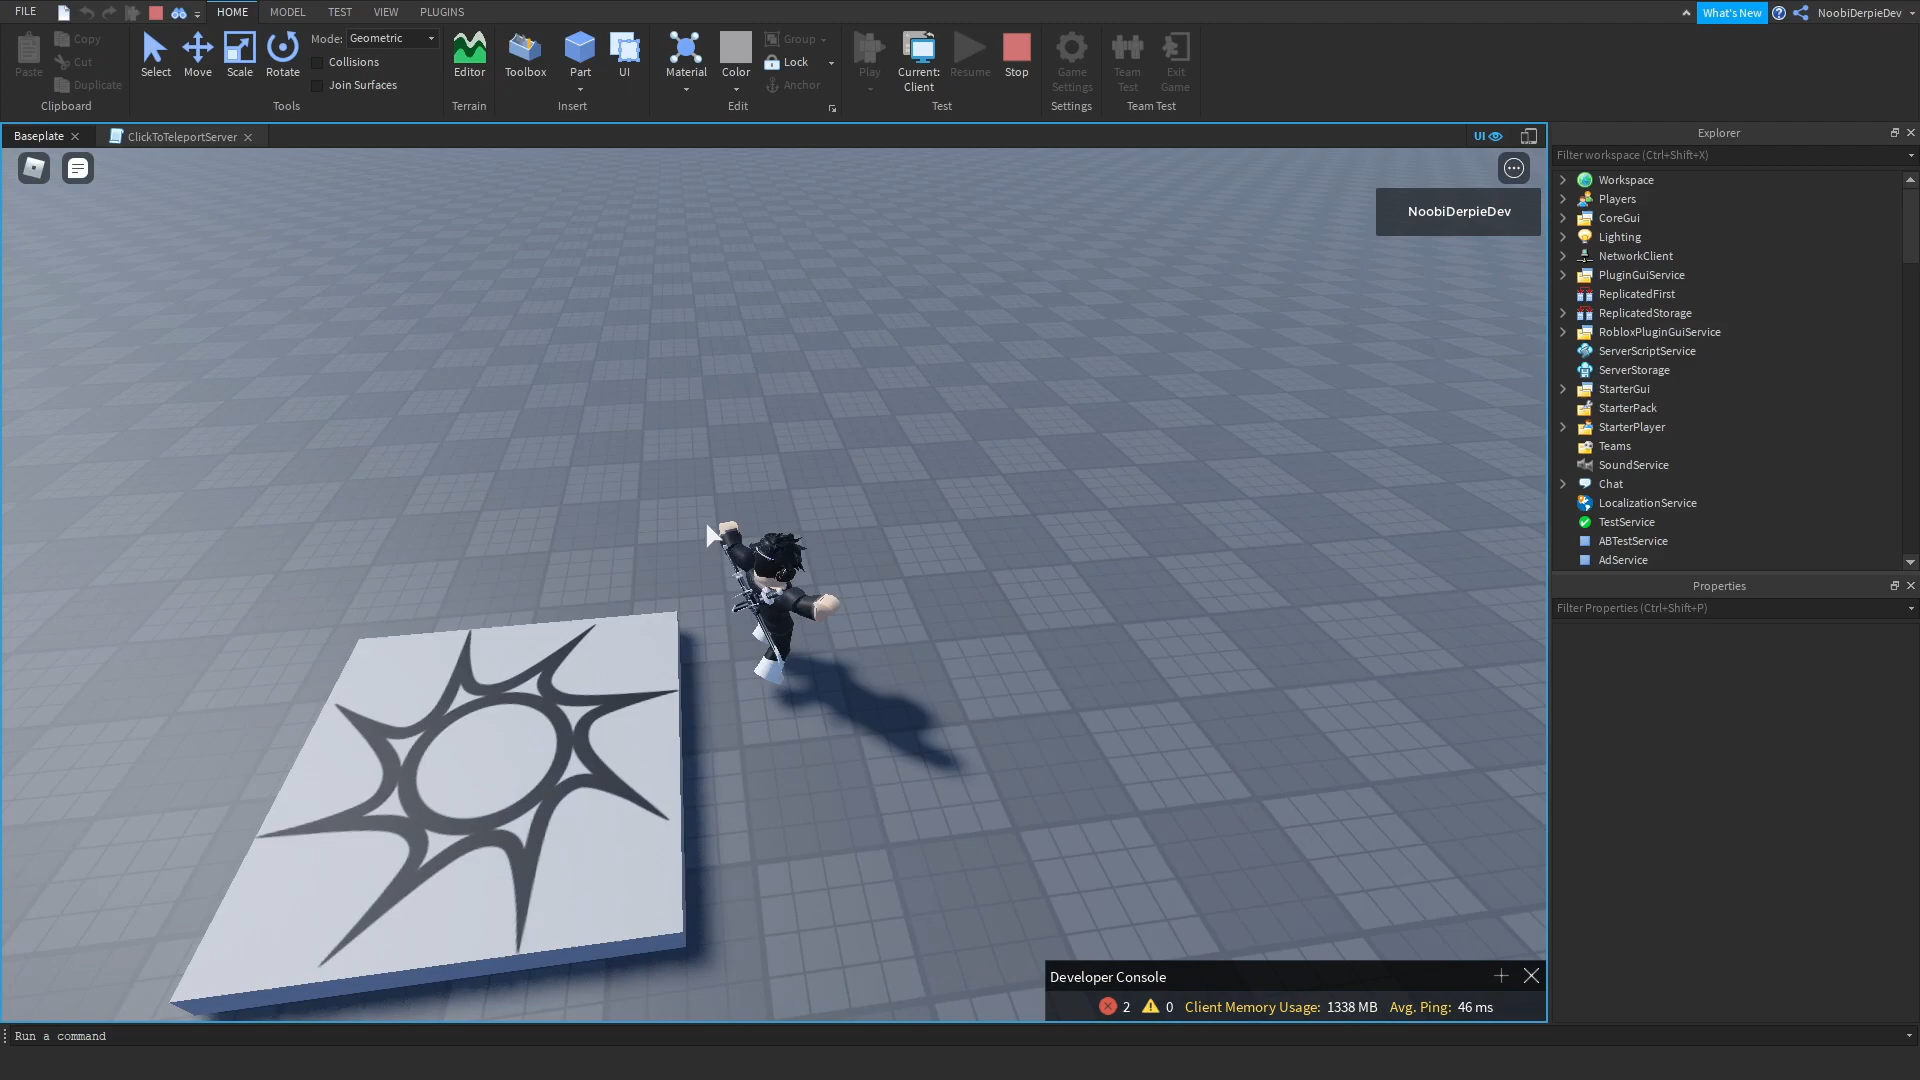 FILE HOME MODEL TEST VIEW PLUGINS What's New NoobiDerpieDev
Paste Copy Cut Duplicate
Clipboard
Select Move Scale Rotate
Mode: Geometric
Collisions
Join Surfaces
Tools
Editor
Terrain
Toolbox Part UI
Insert
Material Color Group Lock Anchor
Edit
Play Current: Client Resume Stop
Test
Game Settings
Settings
Team Test Exit Game
Team Test
Baseplate ClickToTeleportServer UI
NoobiDerpieDev
Developer Console
2 0 Client Memory Usage: 1338 MB Avg. Ping: 46 ms
Run a command
Explorer
Filter workspace (Ctrl+Shift+X)
Workspace
Players
CoreGui
Lighting
NetworkClient
PluginGuiService
ReplicatedFirst
ReplicatedStorage
RobloxPluginGuiService
ServerScriptService
ServerStorage
StarterGui
StarterPack
StarterPlayer
Teams
SoundService
Chat
LocalizationService
TestService
ABTestService
AdService
Properties
Filter Properties (Ctrl+Shift+P)